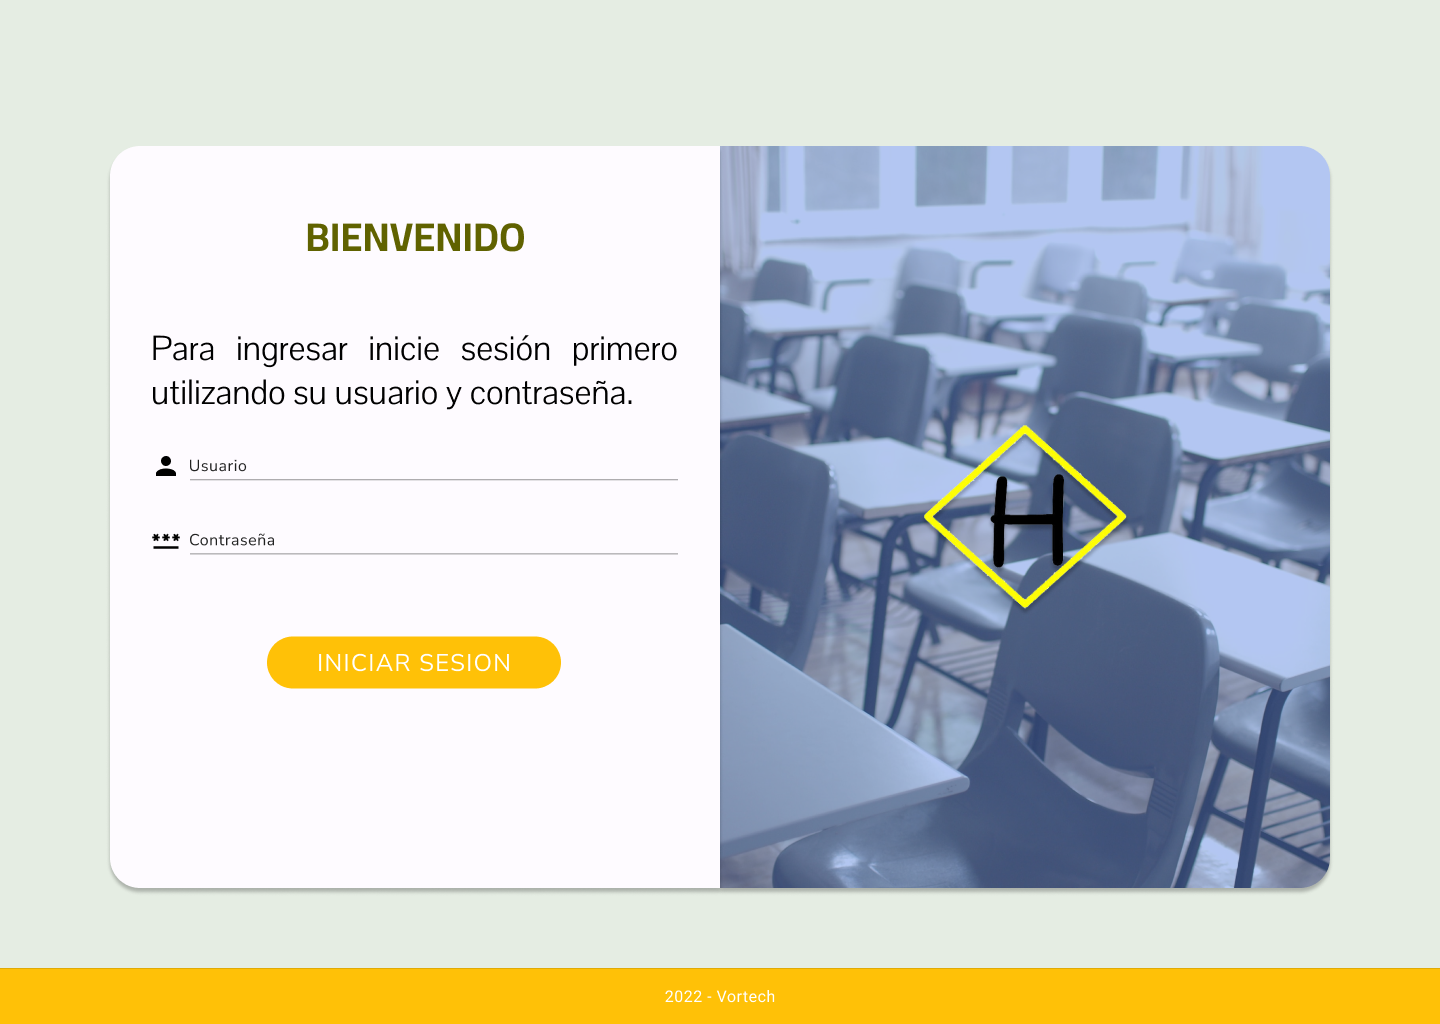 BIENVENIDO
Para ingresar inicie sesión primero
utilizando su usuario y contraseña.
Usuario
*** Contraseña
INICIAR SESION
H
2022 - Vortech